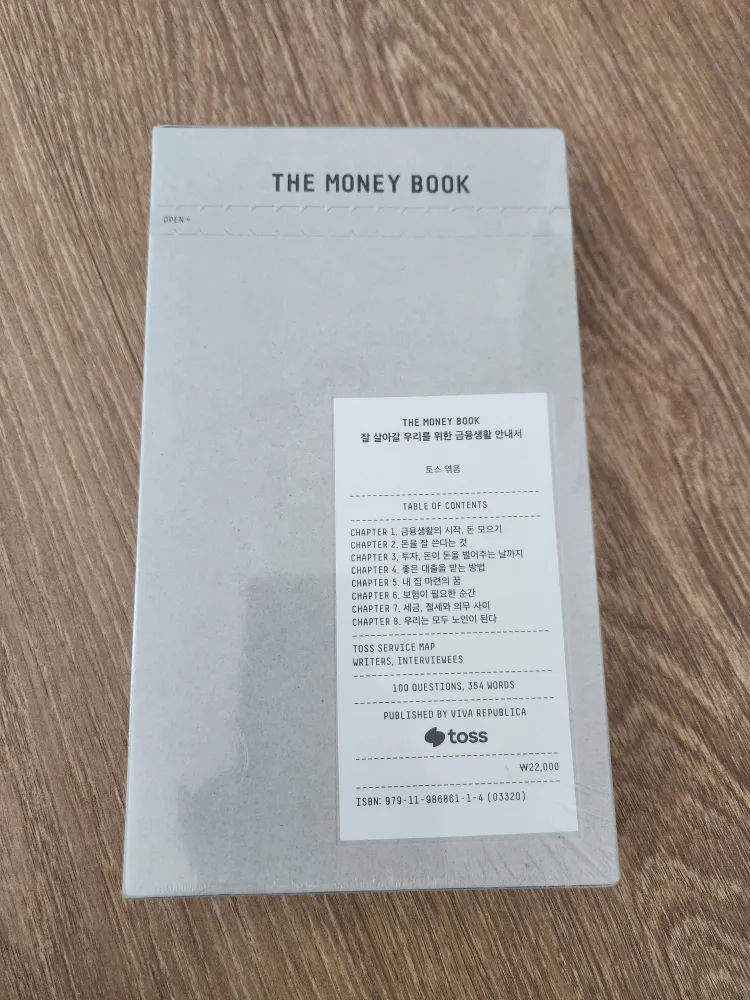 THE MONEY BOOK
OPEN
THE MONEY BOOK
잘 살아갈 우리를 위한 금융생활 안내서
토스 엮음
TABLE OF CONTENTS
CHAPTER 1. 금융생활의 시작, 돈 모으기
CHAPTER 2. 돈을 잘 쓴다는 것
CHAPTER 3. 투자, 돈이 돈을 벌어주는 날까지
CHAPTER 4. 좋은 대출을 받는 방법
CHAPTER 5. 내 집 마련의 꿈
CHAPTER 6. 보험이 필요한 순간
CHAPTER 7. 세금, 절세와 의무 사이
CHAPTER 8. 우리는 모두 노인이 된다
TOSS SERVICE MAP
WRITERS, INTERVIEWEES
100 QUESTIONS, 354 WORDS
PUBLISHED BY VIVA REPUBLICA
toss
₩22,000
ISBN: 979-11-986861-1-4 (03320)